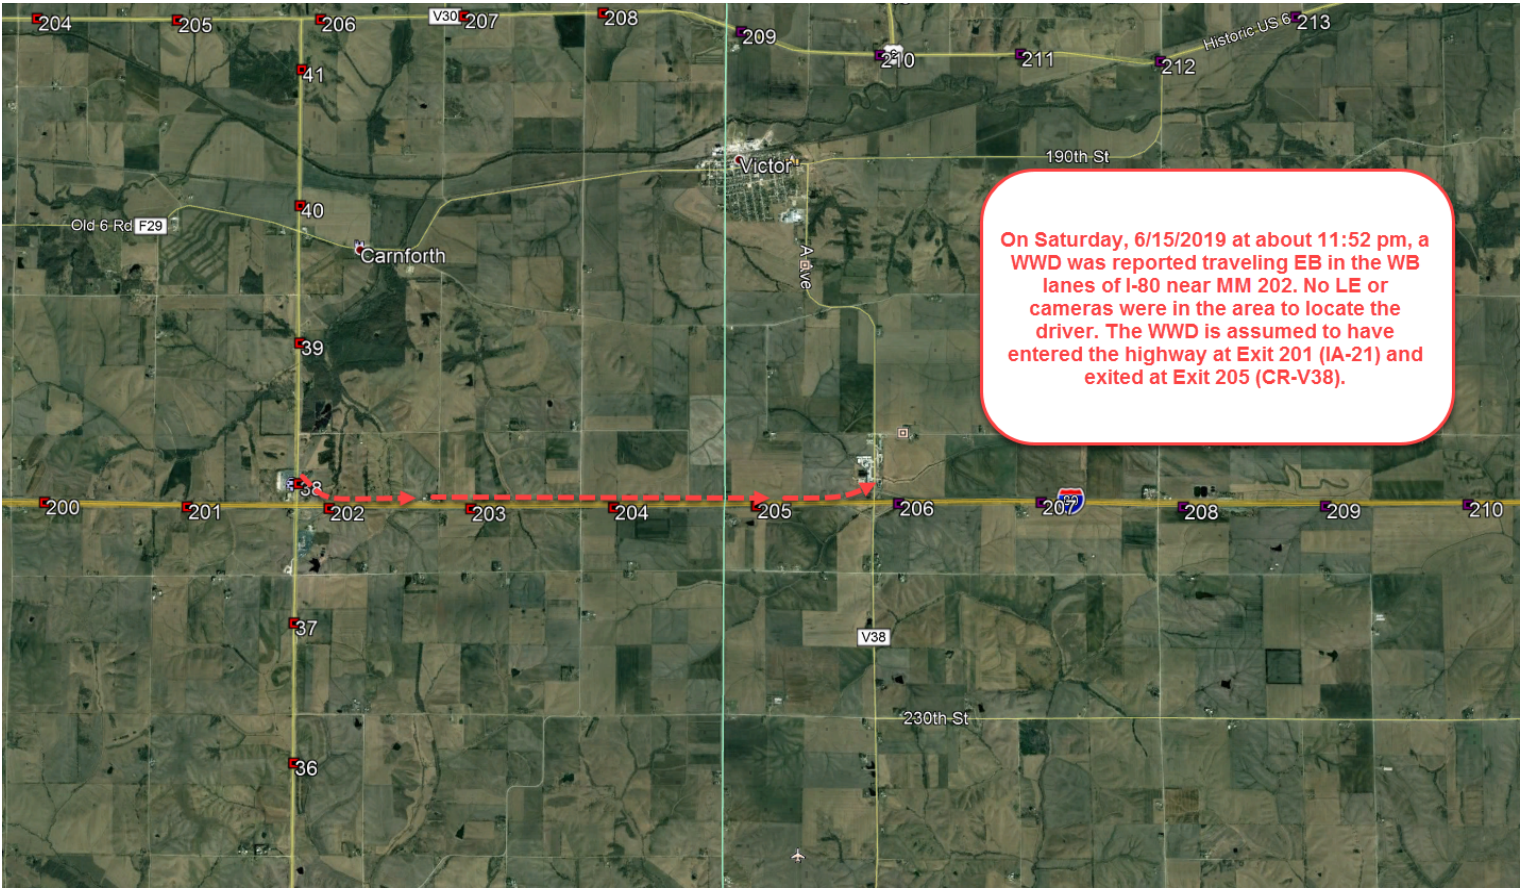 204
205
206
V30
207
208
209
210
211
212
Historic US 6
213
41
Victor
190th St
40
Old 6 Rd F29
Carnforth
A Ave
39
On Saturday, 6/15/2019 at about 11:52 pm, a
WWD was reported traveling EB in the WB
lanes of I-80 near MM 202. No LE or
cameras were in the area to locate the
driver. The WWD is assumed to have
entered the highway at Exit 201 (IA-21) and
exited at Exit 205 (CR-V38).
38
200
201
202
203
204
205
206
207
208
209
210
37
V38
230th St
36